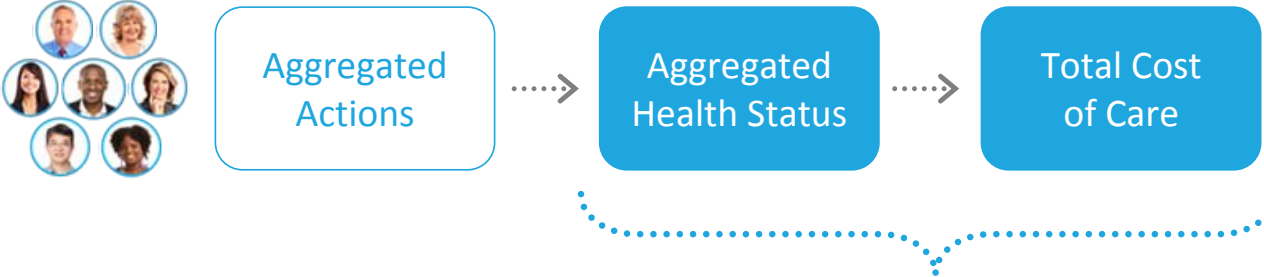 Aggregated
Actions
Aggregated
Health Status
Total Cost
of Care